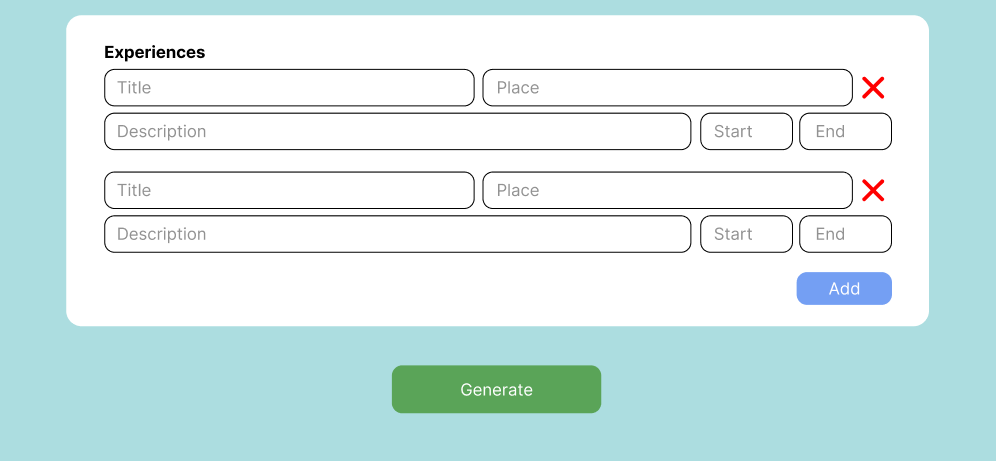 Experiences
Title Place
Description Start End
Title Place
Description Start End
Add
Generate